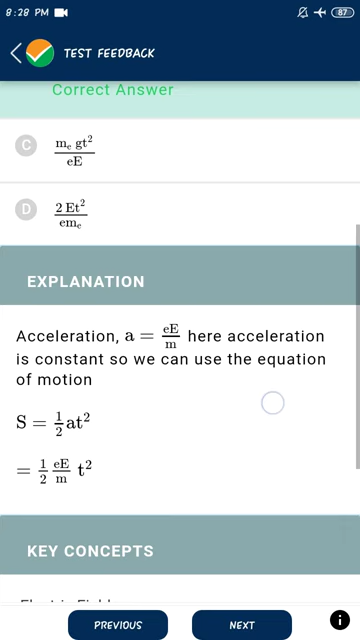 8:28 PM 87
TEST FEEDBACK
Correct Answer
C m_e gt² / eE
D 2 Et² / em_e
EXPLANATION
Acceleration, a = eE/m here acceleration
is constant so we can use the equation
of motion
S = 1/2 at²
= 1/2 eE/m t²
KEY CONCEPTS
PREVIOUS NEXT